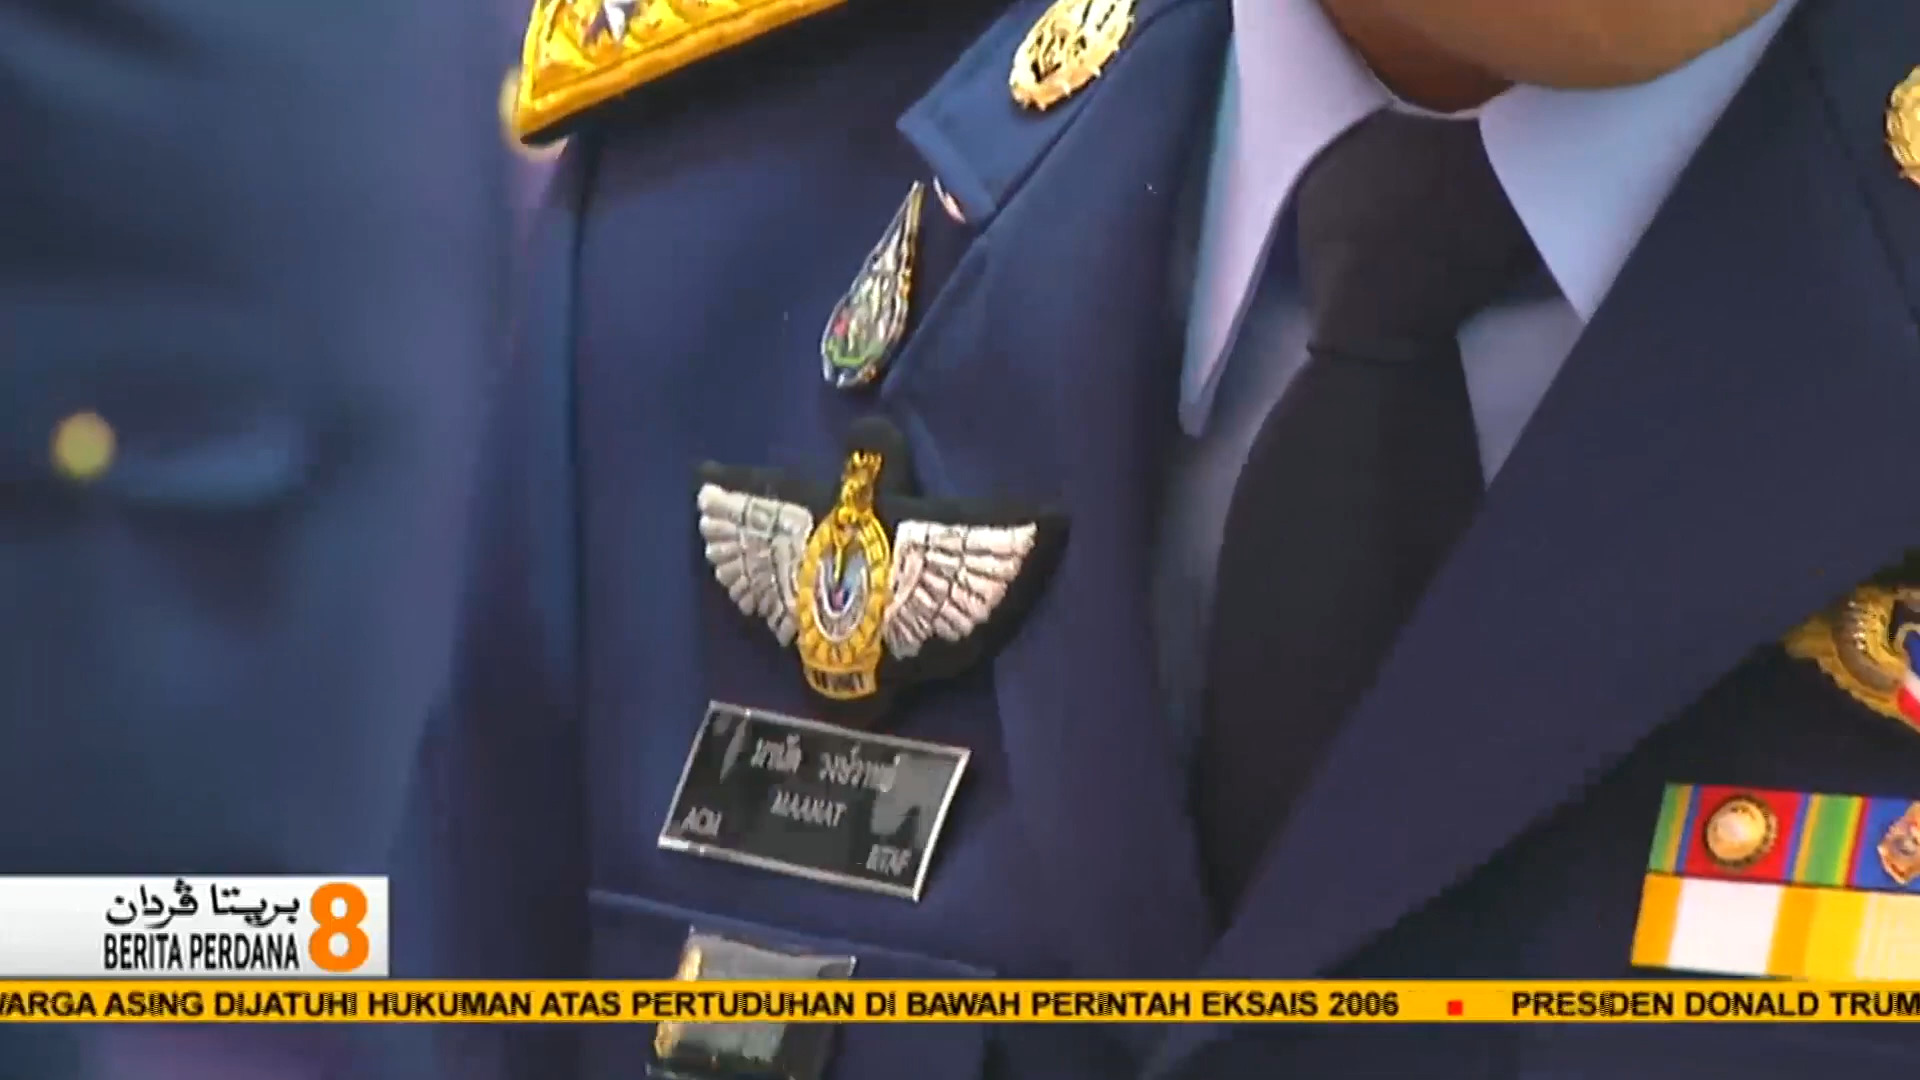 มานัต วงษ์วาทย์
MAANAT
ACM
RTAF
بريتا ڤردان
BERITA PERDANA
8
WARGA ASING DIJATUHI HUKUMAN ATAS PERTUDUHAN DI BAWAH PERINTAH EKSAIS 2006 ▪ PRESIDEN DONALD TRUM